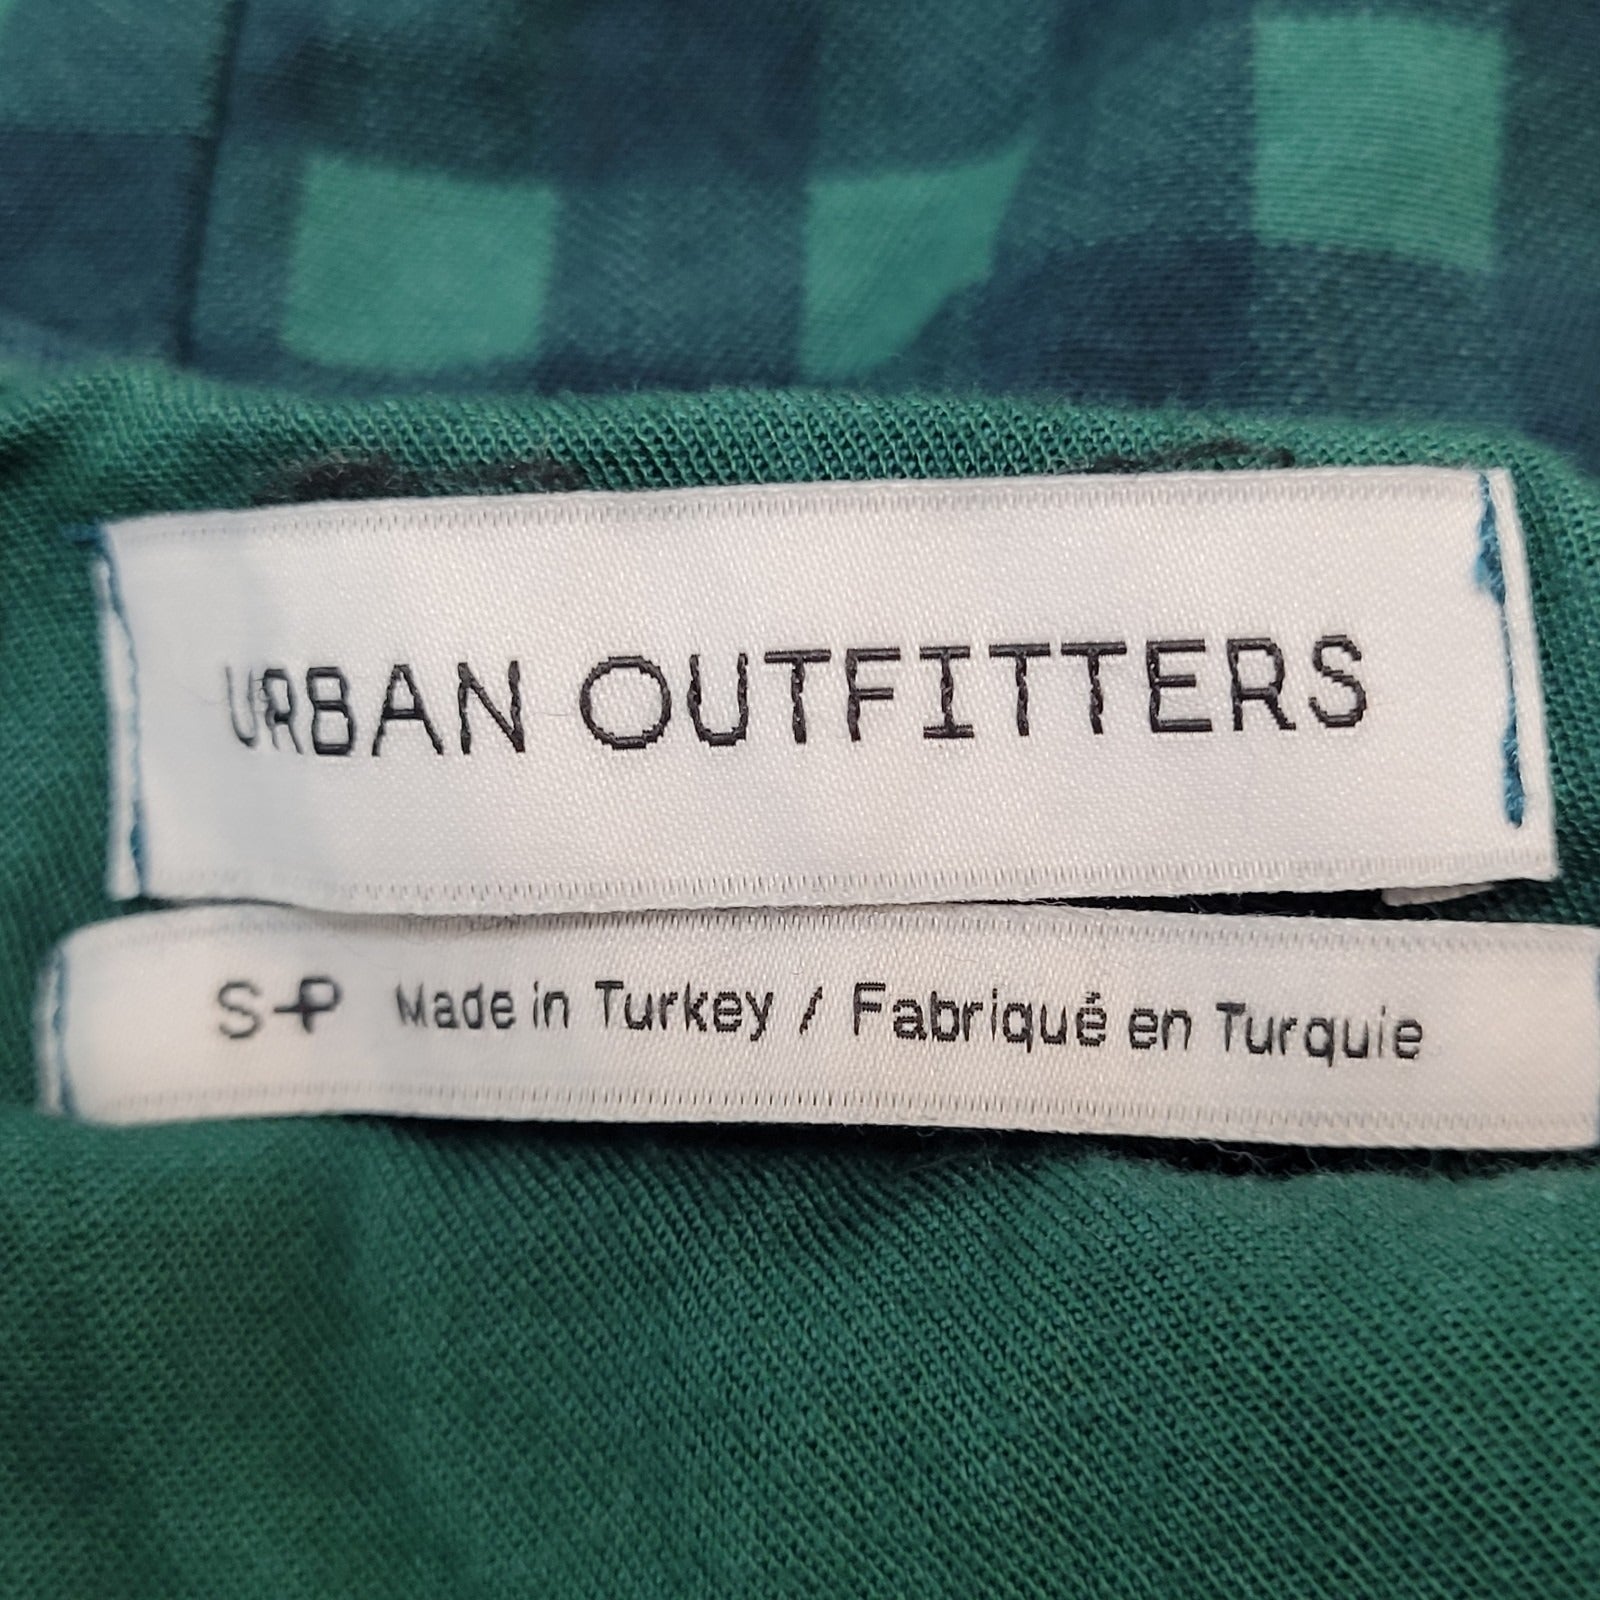 URBAN OUTFITTERS
S-P Made in Turkey / Fabriqué en Turquie